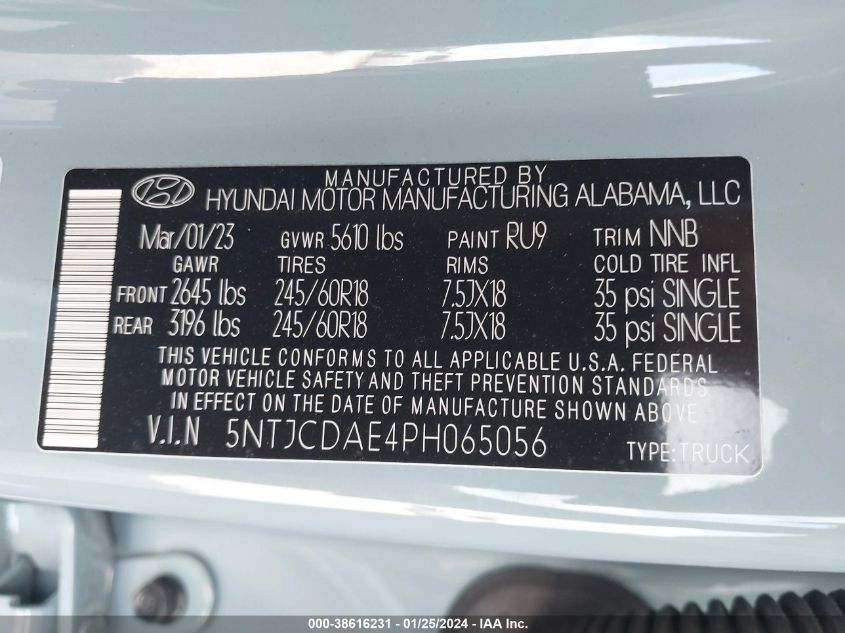 MANUFACTURED BY
HYUNDAI MOTOR MANUFACTURING ALABAMA, LLC
Mar/01/23 GVWR 5610 lbs PAINT RU9 TRIM NNB
GAWR TIRES RIMS COLD TIRE INFL
FRONT 2645 lbs 245/60R18 7.5JX18 35 psi SINGLE
REAR 3196 lbs 245/60R18 7.5JX18 35 psi SINGLE
THIS VEHICLE CONFORMS TO ALL APPLICABLE U.S.A. FEDERAL
MOTOR VEHICLE SAFETY AND THEFT PREVENTION STANDARDS
IN EFFECT ON THE DATE OF MANUFACTURE SHOWN ABOVE.
V.I.N 5NTJCDAE4PH065056 TYPE:TRUCK
000-38616231 - 01/25/2024 - IAA Inc.